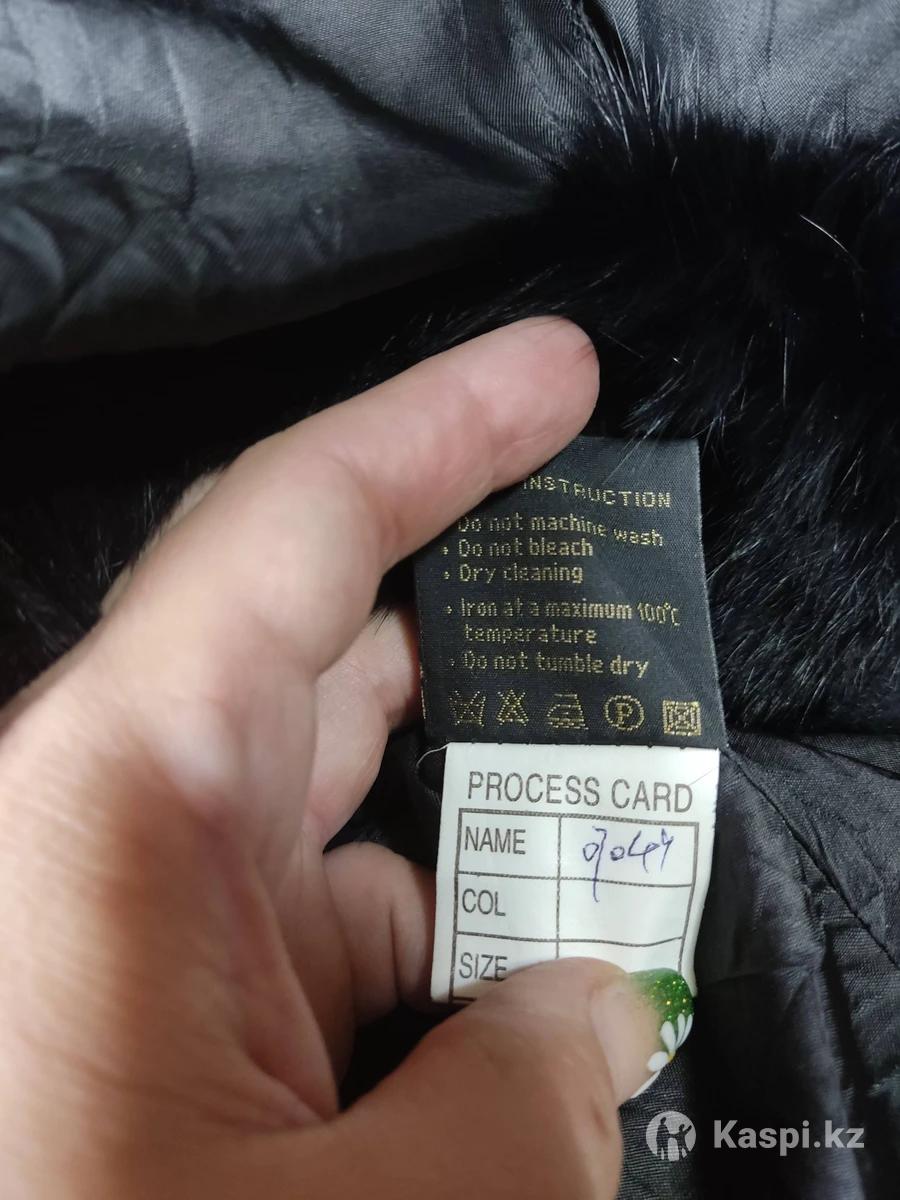 INSTRUCTION
• Do not machine wash
• Do not bleach
• Dry cleaning
• Iron at a maximum 100°C
temperature
• Do not tumble dry
P
PROCESS CARD
NAME
COL
SIZE
Kaspi.kz